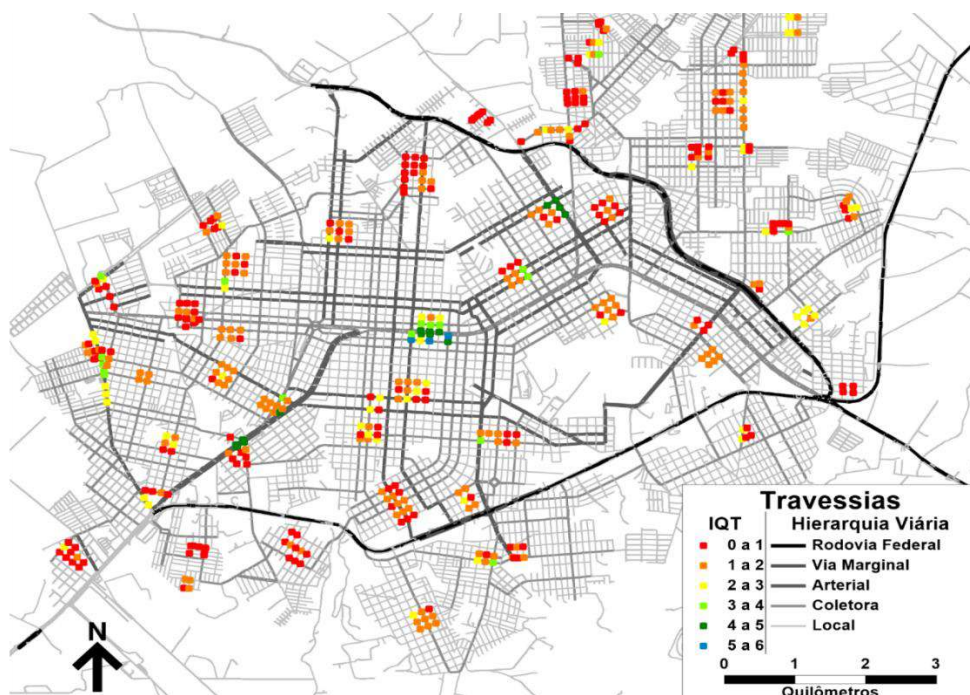 N
Travessias
IQT Hierarquia Viária
0 a 1 Rodovia Federal
1 a 2 Via Marginal
2 a 3 Arterial
3 a 4 Coletora
4 a 5 Local
5 a 6
0 1 2 3
Quilômetros